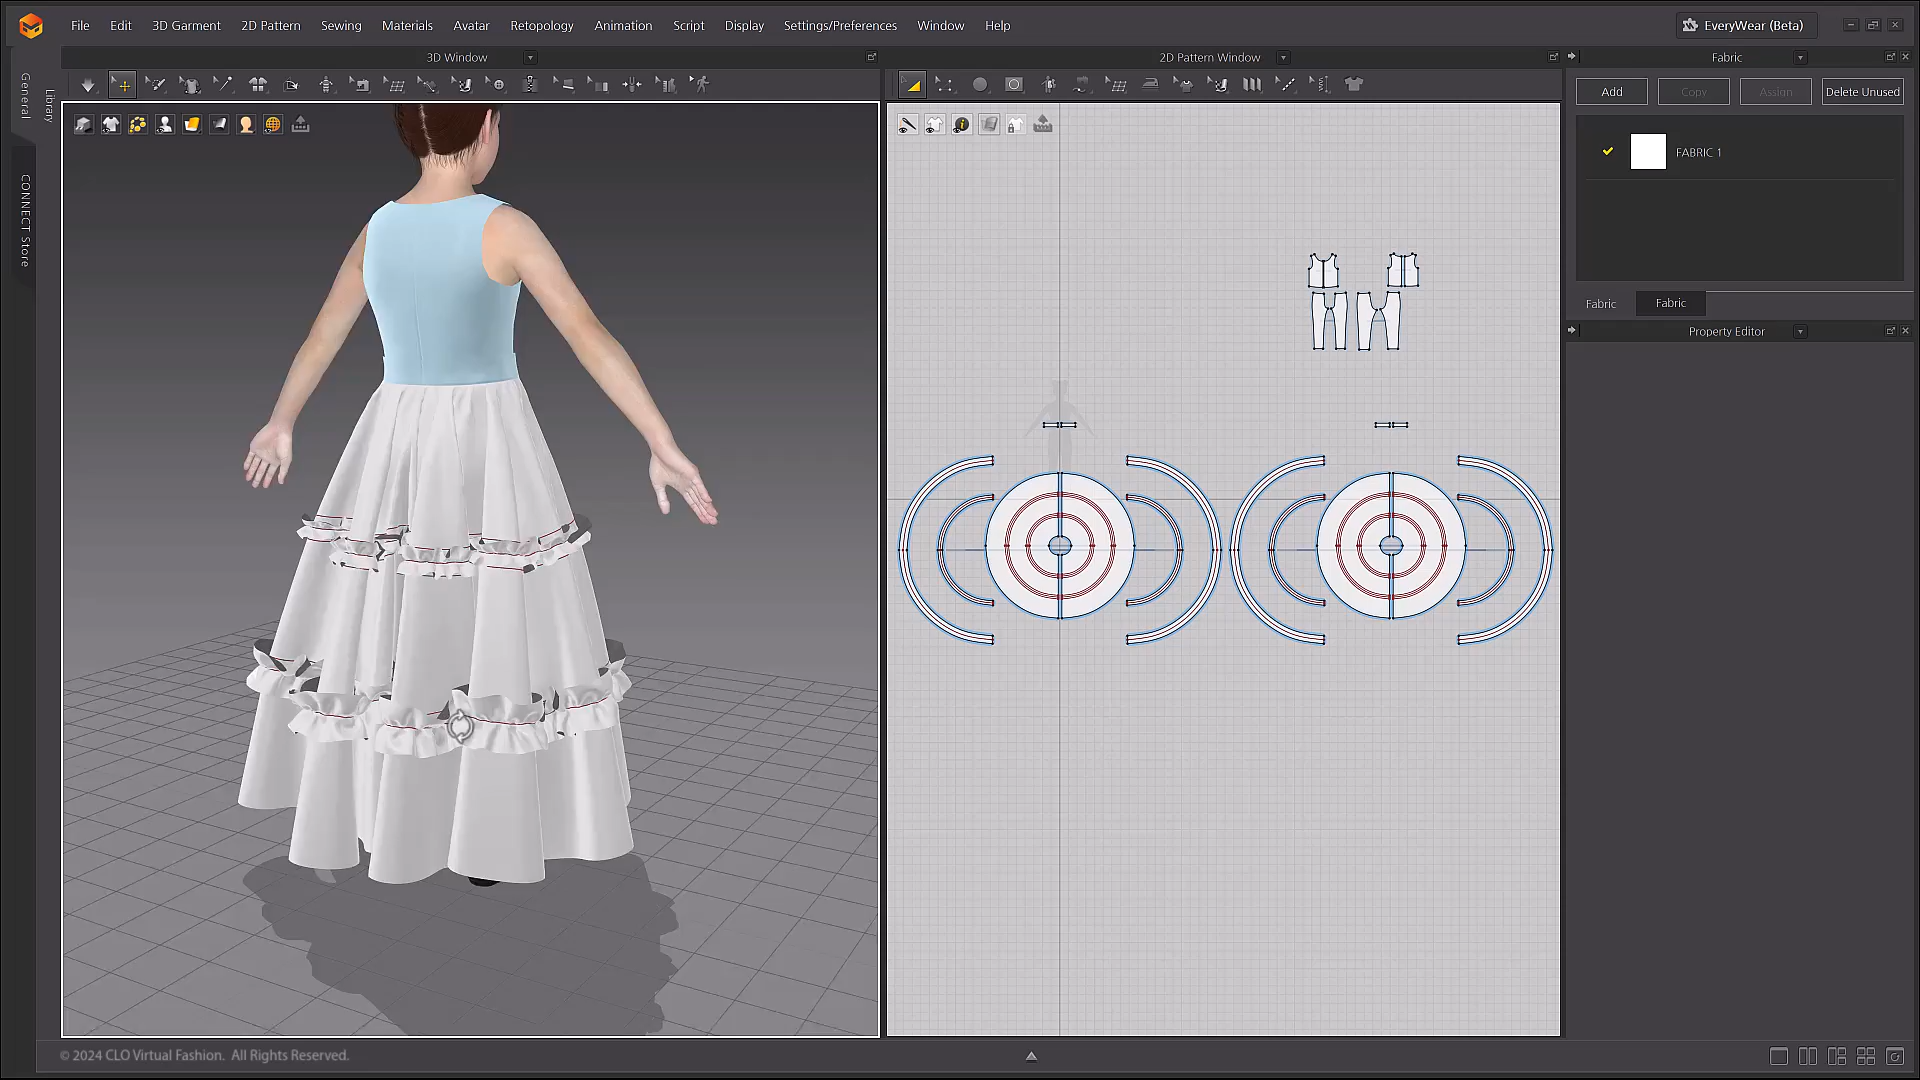 File Edit 3D Garment 2D Pattern Sewing Materials Avatar Retopology Animation Script Display Settings/Preferences Window Help
EveryWear (Beta)
3D Window
2D Pattern Window
Fabric
General
Library
CONNECT Store
Add Copy Assign Delete Unused
FABRIC 1
Fabric Fabric
Property Editor
© 2024 CLO Virtual Fashion. All Rights Reserved.